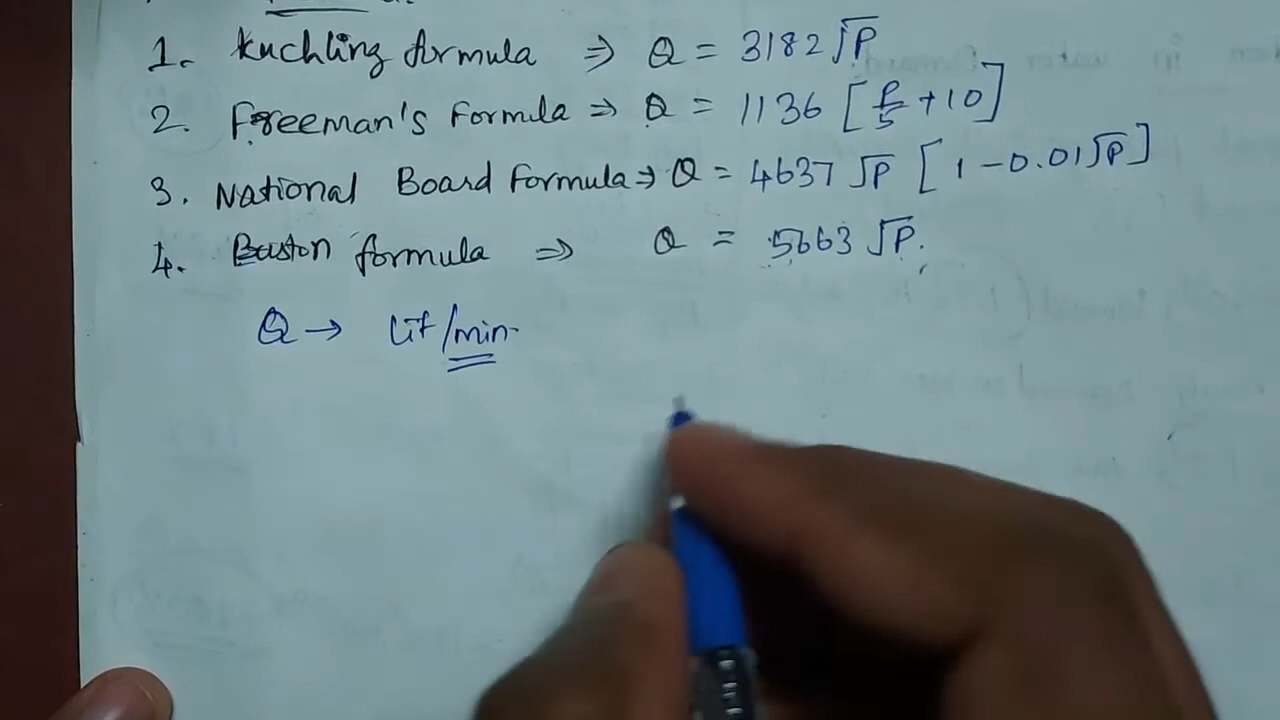 1. Kuchling formula ⇒ Q = 3182 √P
2. Freeman's Formula ⇒ Q = 1136 [P/5 + 10]
3. National Board Formula ⇒ Q = 4637 √P [1 - 0.01√P]
4. Buston formula ⇒ Q = 5663 √P.
Q → lit/min